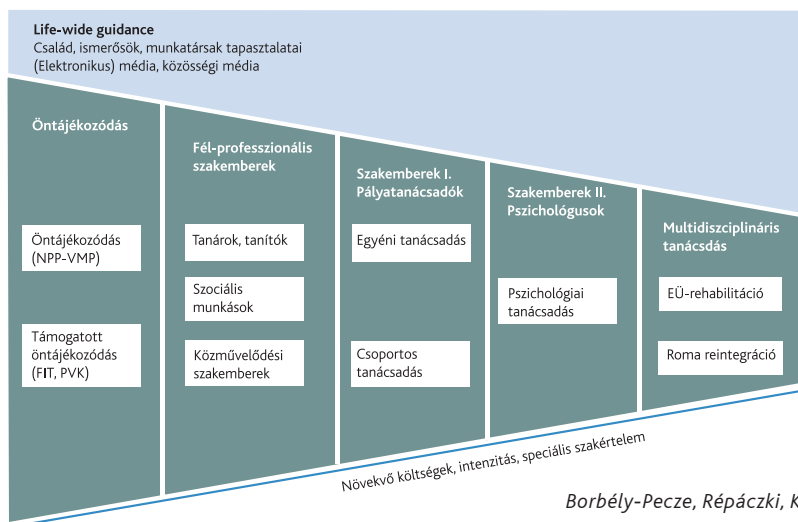 Life-wide guidance
Család, ismerősök, munkatársak tapasztalatai
(Elektronikus) média, közösségi média
Öntájékozódás
Öntájékozódás
(NPP-VMP)
Támogatott
öntájékozódás
(FIT, PVK)
Fél-professzionális
szakemberek
Tanárok, tanítók
Szociális
munkások
Közművelődési
szakemberek
Szakemberek I.
Pályatanácsadók
Egyéni tanácsadás
Csoportos
tanácsadás
Szakemberek II.
Pszichológusok
Pszichológiai
tanácsadás
Multidiszciplináris
tanácsdás
EÜ-rehabilitáció
Roma reintegráció
Növekvő költségek, intenzitás, speciális szakértelem
Borbély-Pecze, Répáczki, K